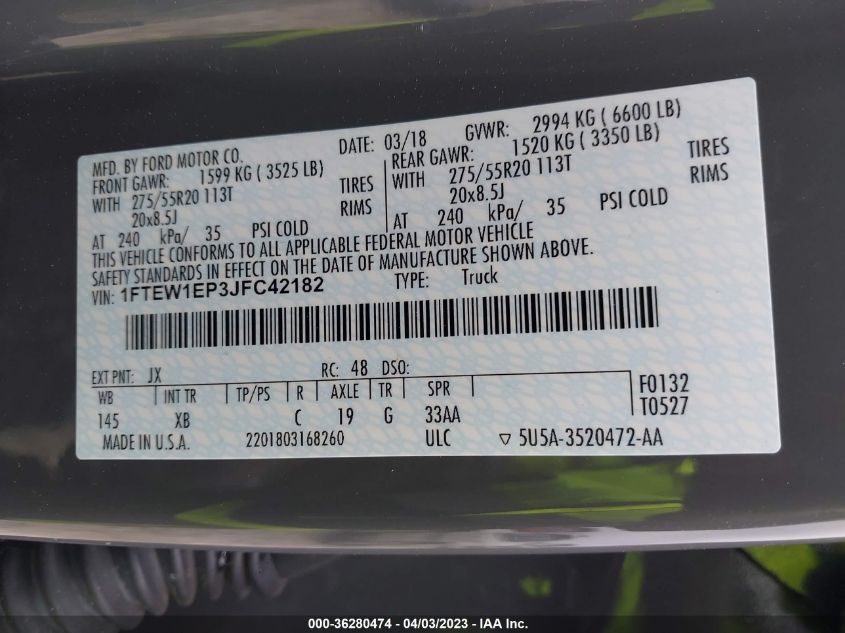 MFD. BY FORD MOTOR CO. DATE: 03/18 GVWR: 2994 KG ( 6600 LB)
FRONT GAWR: 1599 KG ( 3525 LB) REAR GAWR: 1520 KG ( 3350 LB)
WITH 275/55R20 113T TIRES WITH 275/55R20 113T TIRES
20x8.5J RIMS 20x8.5J RIMS
AT 240 kPa/ 35 PSI COLD AT 240 kPa/ 35 PSI COLD
THIS VEHICLE CONFORMS TO ALL APPLICABLE FEDERAL MOTOR VEHICLE
SAFETY STANDARDS IN EFFECT ON THE DATE OF MANUFACTURE SHOWN ABOVE.
VIN: 1FTEW1EP3JFC42182 TYPE: Truck
EXT PNT: JX RC: 48 DSO:
WB INT TR TP/PS R AXLE TR SPR F0132
145 XB C 19 G 33AA T0527
MADE IN U.S.A. 2201803168260 ULC ▽ 5U5A-3520472-AA
000-36280474 - 04/03/2023 - IAA Inc.